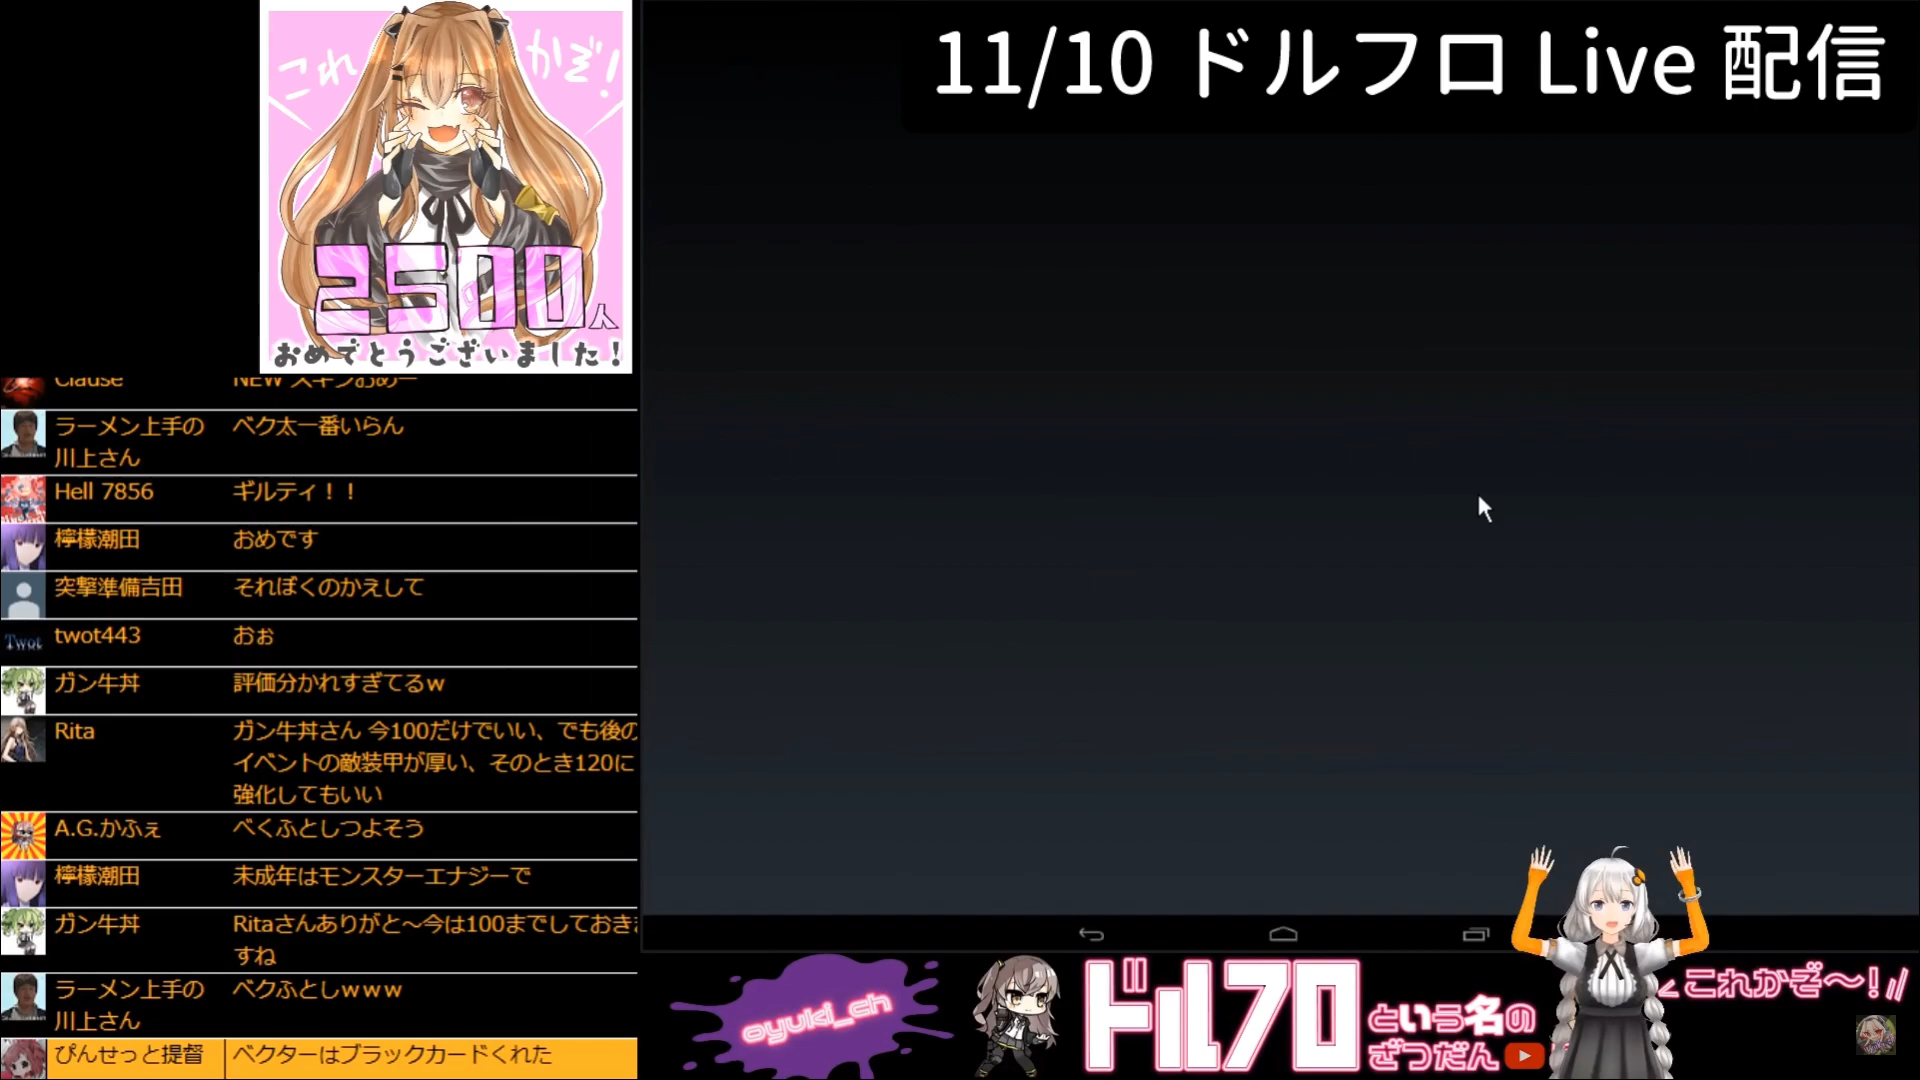 これ
かぞ!
2500人
おめでとうございました!
11/10 ドルフロ Live 配信
Clause NEW スキンおめー
ラーメン上手の ベク太一番いらん
川上さん
Hell 7856 ギルティ！！
檸檬潮田 おめです
突撃準備吉田 それぼくのかえして
Twot twot443 おぉ
ガン牛丼 評価分かれすぎてるｗ
Rita ガン牛丼さん 今100だけでいい、でも後の
イベントの敵装甲が厚い、そのとき120に
強化してもいい
A.G.かふぇ べくふとしつよそう
檸檬潮田 未成年はモンスターエナジーで
ガン牛丼 Ritaさんありがと～今は100までしておきま
すね
ラーメン上手の ベクふとしｗｗｗ
川上さん
ぴんせっと提督 ベクターはブラックカードくれた
oyuki_ch
ドルフロ
という名の
ざつだん
これかぞ～!